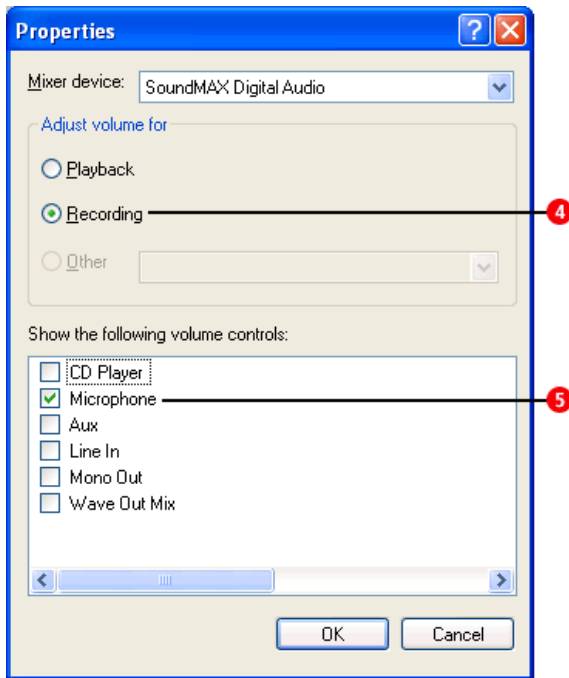 Properties
Mixer device: SoundMAX Digital Audio
Adjust volume for
Playback
Recording 4
Other
Show the following volume controls:
CD Player
Microphone 5
Aux
Line In
Mono Out
Wave Out Mix
OK Cancel